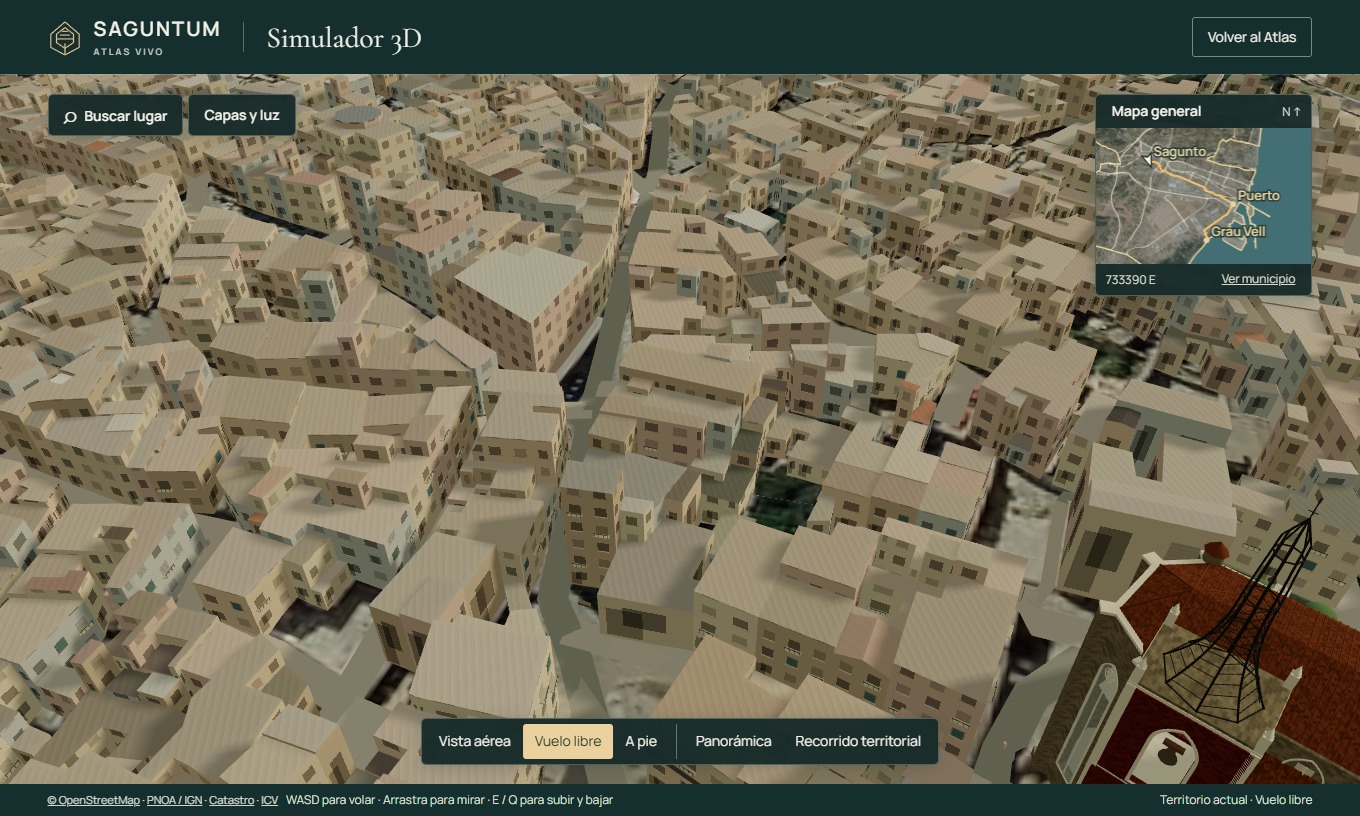 SAGUNTUM
ATLAS VIVO
Simulador 3D
Volver al Atlas
Buscar lugar
Capas y luz
Mapa general
N ↑
Sagunto
Puerto
Grau Vell
733390 E
Ver municipio
Vista aérea
Vuelo libre
A pie
Panorámica
Recorrido territorial
© OpenStreetMap · PNOA / IGN · Catastro · ICV WASD para volar · Arrastra para mirar · E / Q para subir y bajar
Territorio actual · Vuelo libre